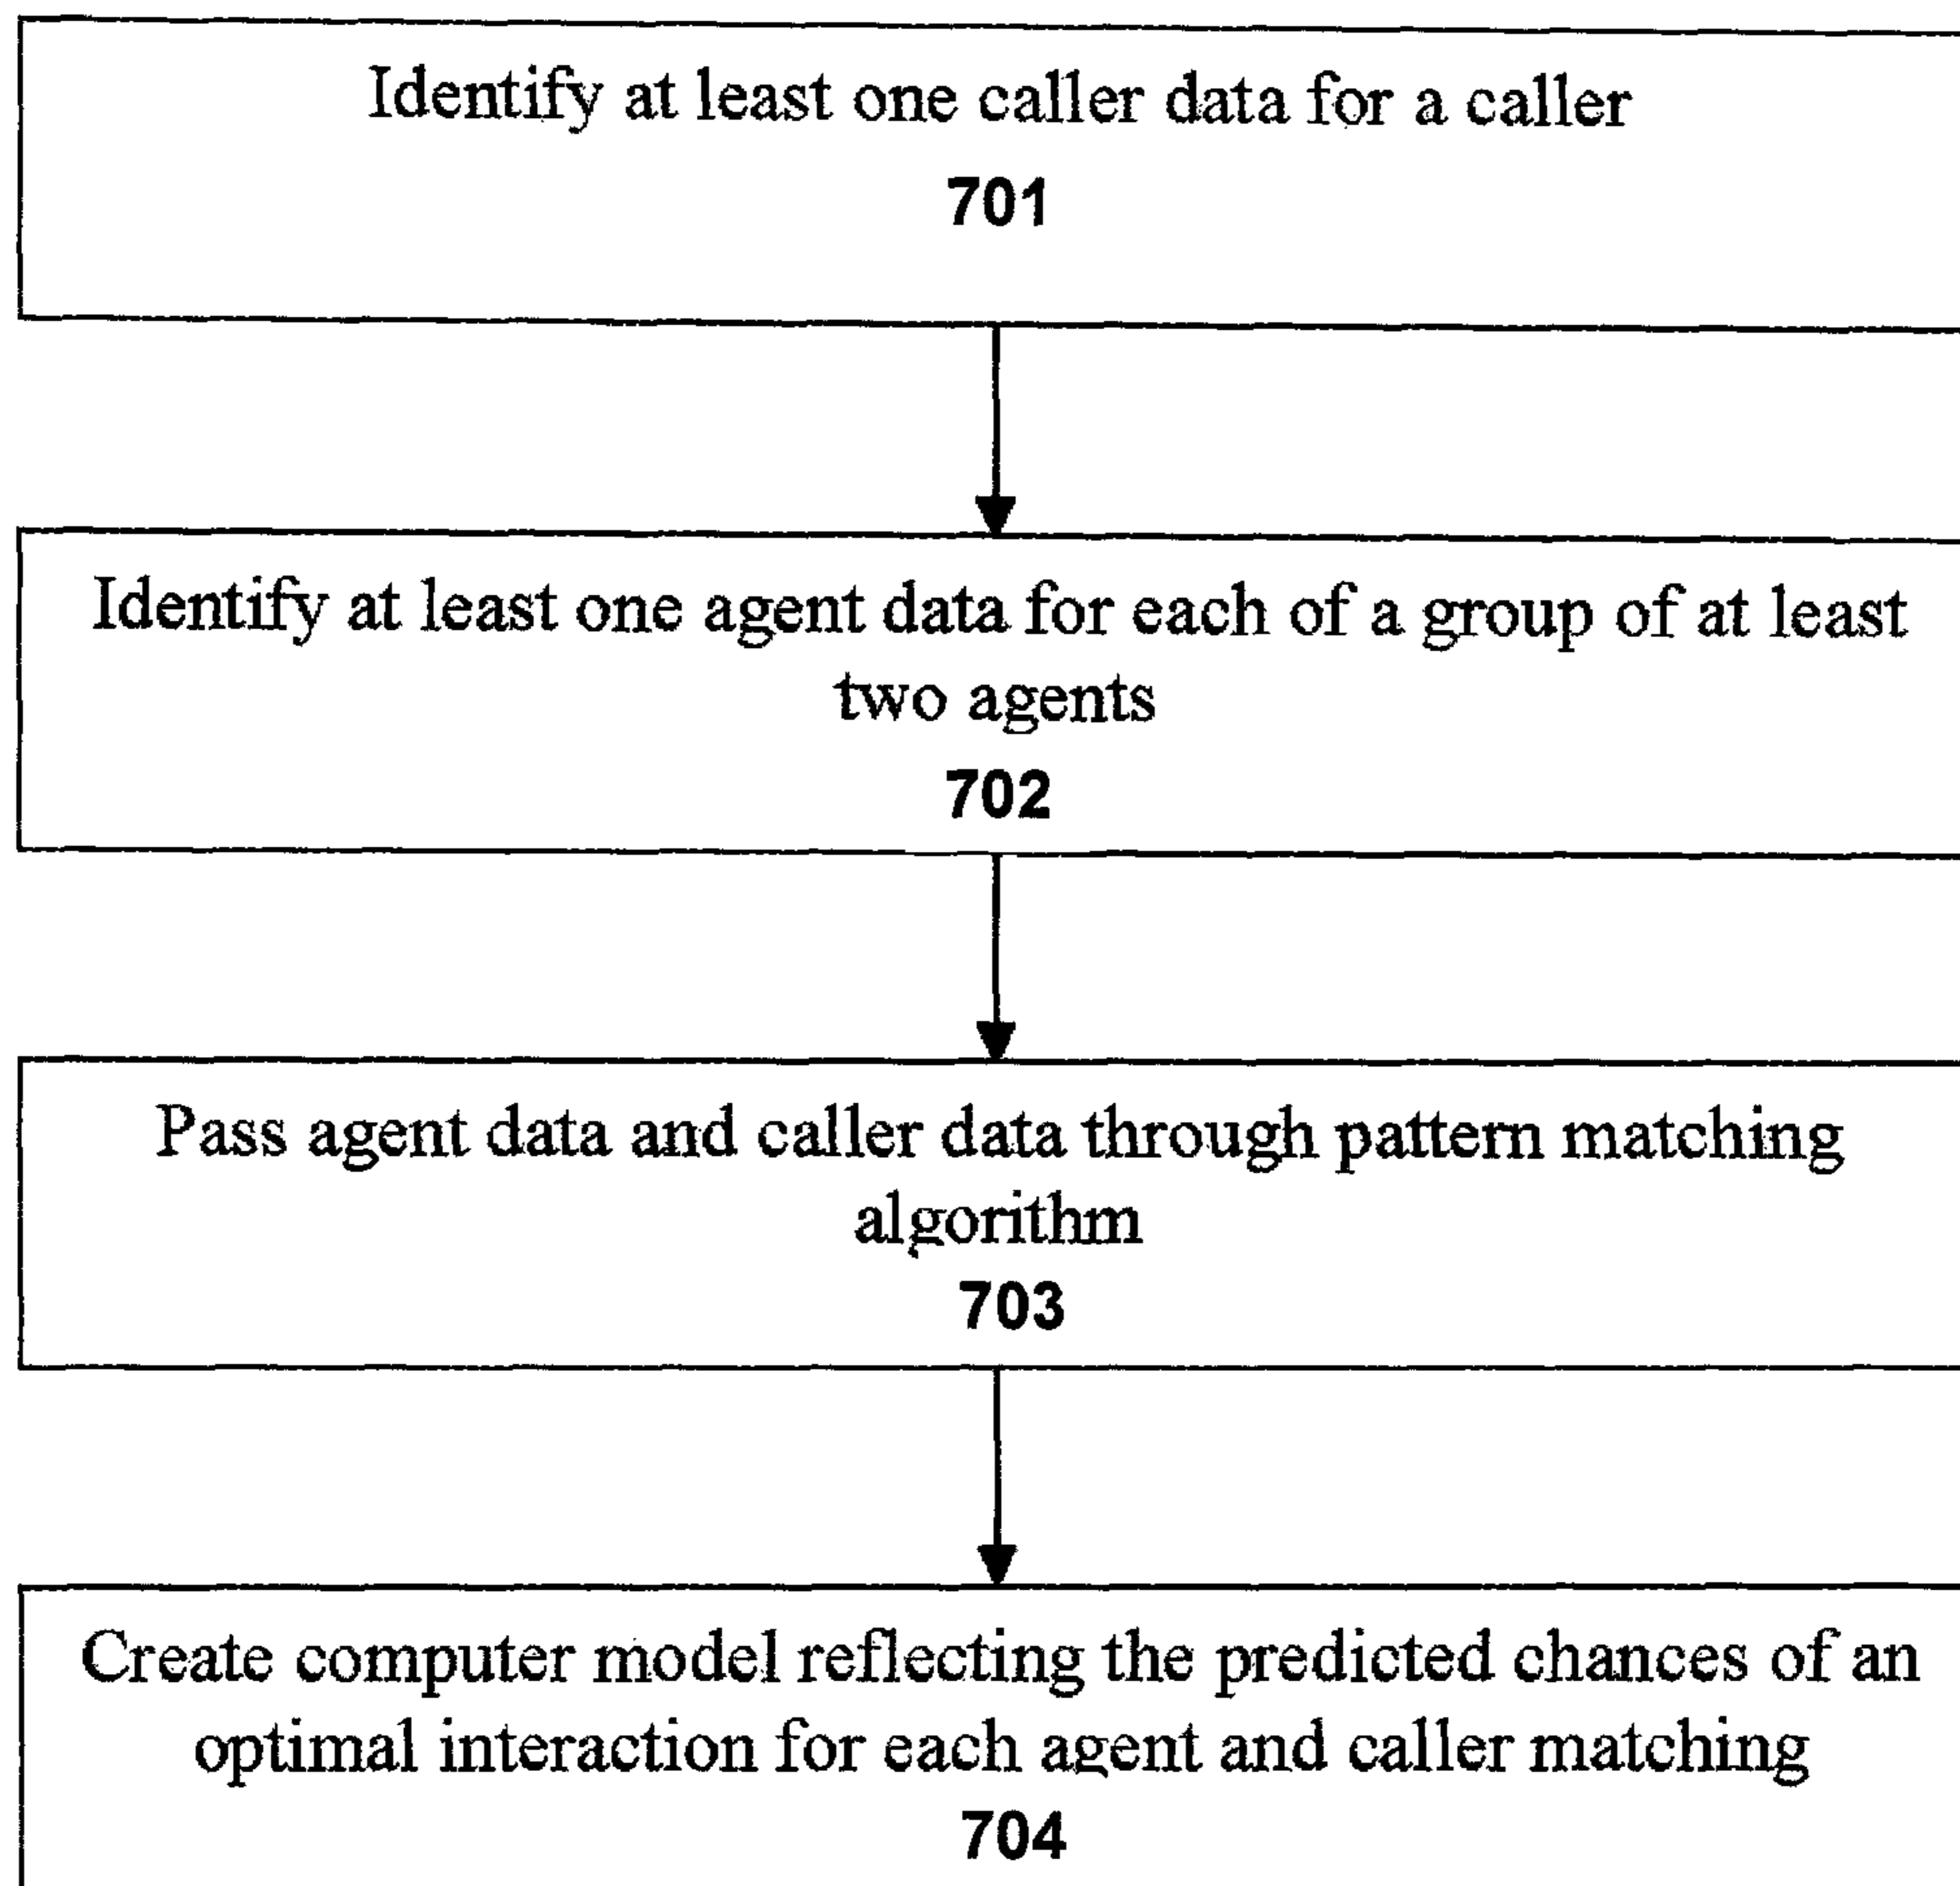 Identify at least one caller data for a caller
701
Identify at least one agent data for each of a group of at least
two agents
702
Pass agent data and caller data through pattern matching
algorithm
703
Create computer model reflecting the predicted chances of an
optimal interaction for each agent and caller matching
704